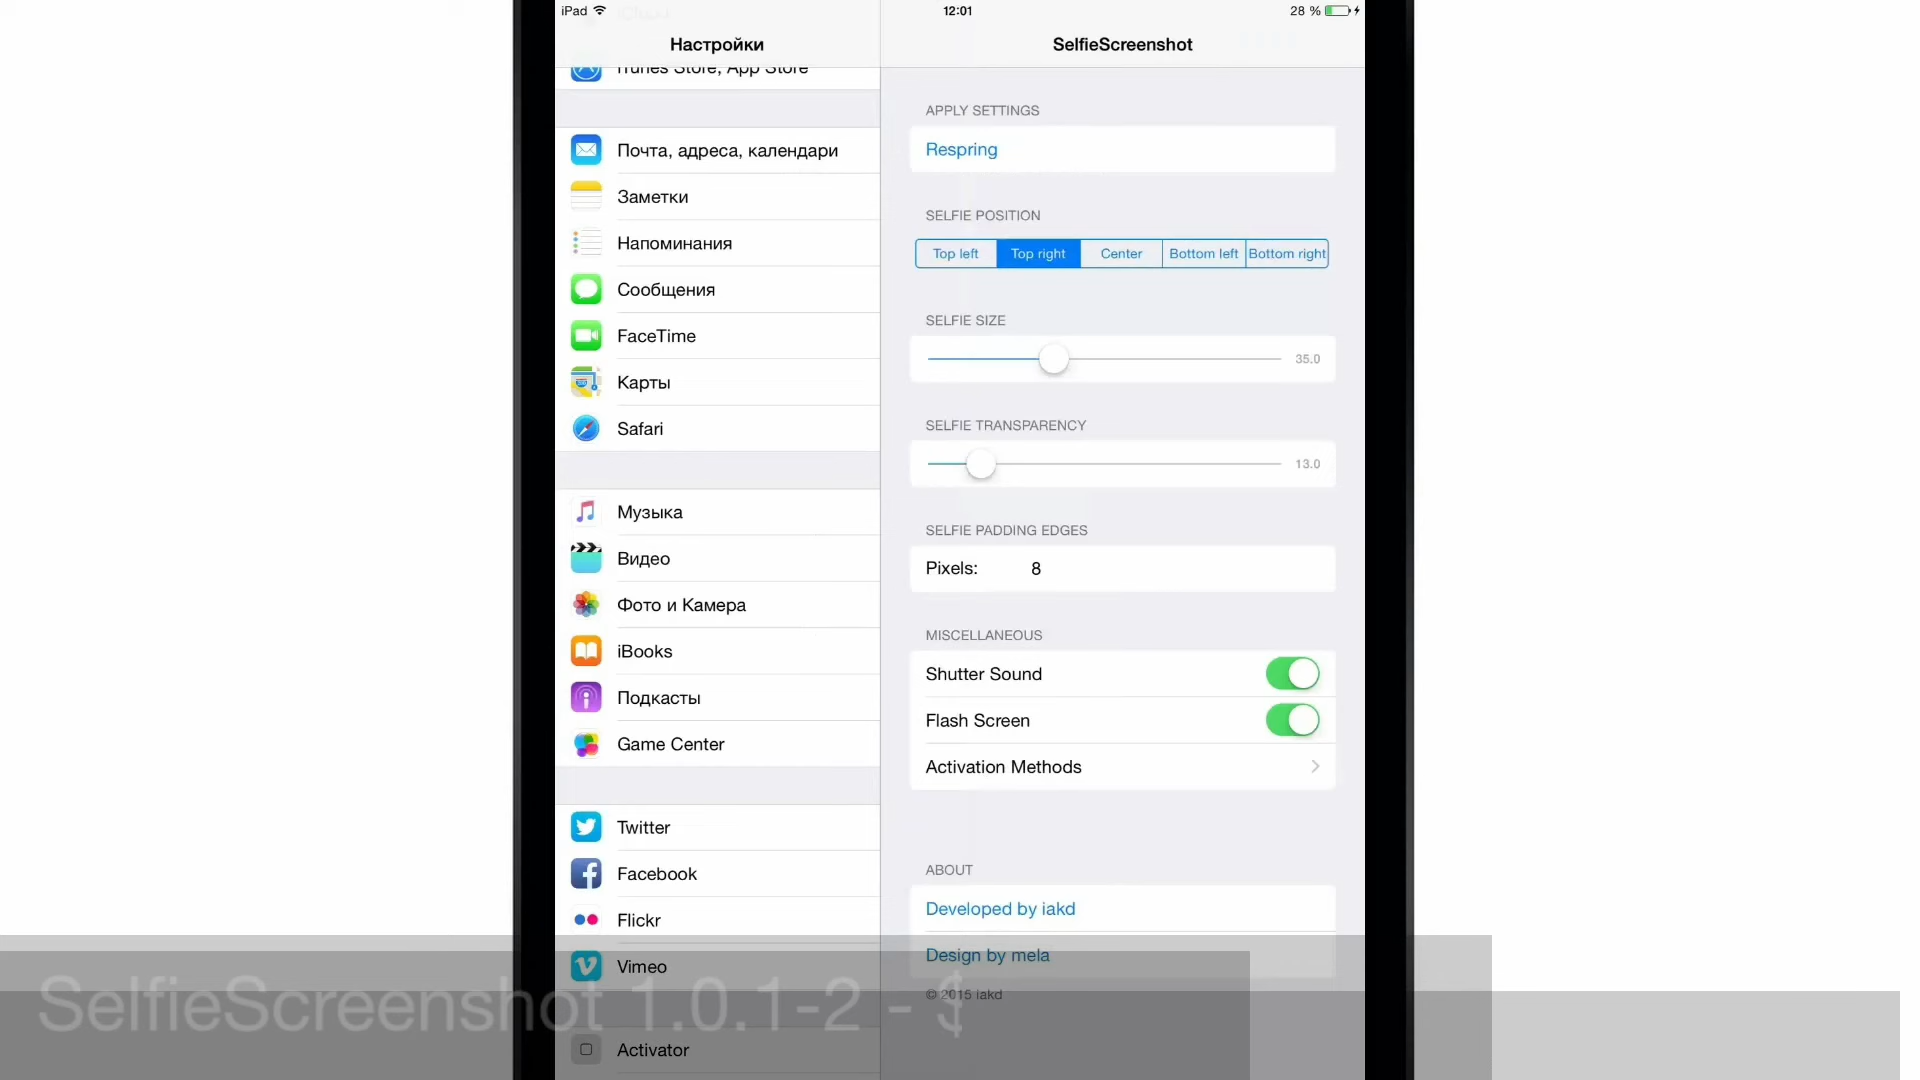 iPad
12:01
28 %
Настройки
SelfieScreenshot
iTunes Store, App Store
Почта, адреса, календари
Заметки
Напоминания
Сообщения
FaceTime
Карты
Safari
Музыка
Видео
Фото и Камера
iBooks
Подкасты
Game Center
Twitter
Facebook
Flickr
Vimeo
Activator
APPLY SETTINGS
Respring
SELFIE POSITION
Top left Top right Center Bottom left Bottom right
SELFIE SIZE
35.0
SELFIE TRANSPARENCY
13.0
SELFIE PADDING EDGES
Pixels: 8
MISCELLANEOUS
Shutter Sound
Flash Screen
Activation Methods
ABOUT
Developed by iakd
Design by mela
© 2015 iakd
SelfieScreenshot 1.0.1-2 - $